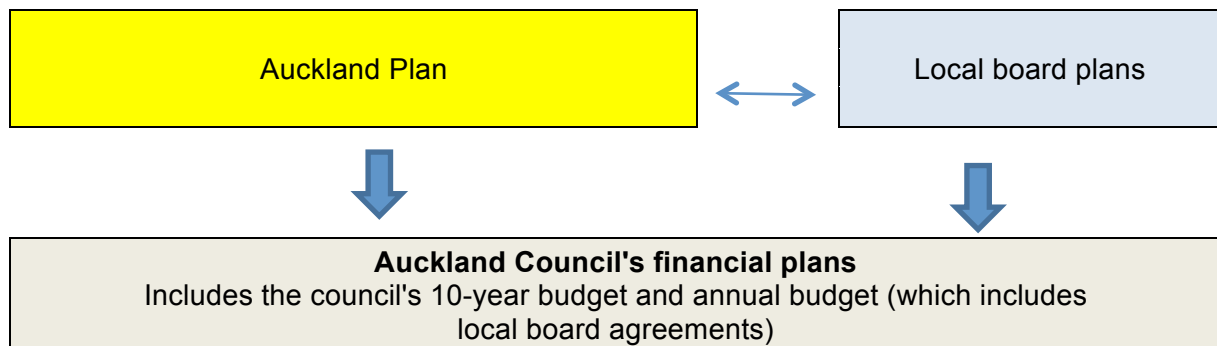 Auckland Plan
Local board plans
Auckland Council's financial plans
Includes the council's 10-year budget and annual budget (which includes
local board agreements)